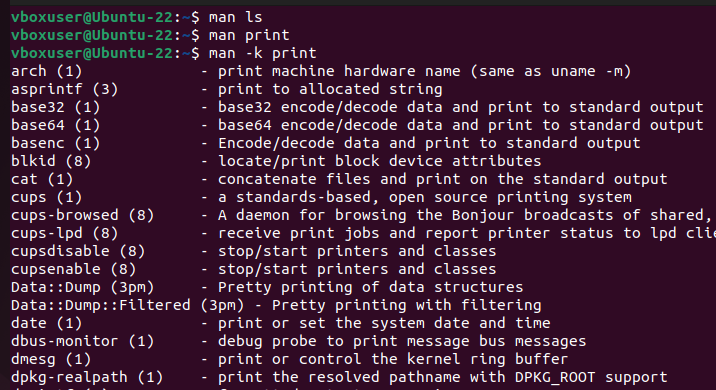 vboxuser@Ubuntu-22:~$ man ls
vboxuser@Ubuntu-22:~$ man print
vboxuser@Ubuntu-22:~$ man -k print
arch (1) - print machine hardware name (same as uname -m)
asprintf (3) - print to allocated string
base32 (1) - base32 encode/decode data and print to standard output
base64 (1) - base64 encode/decode data and print to standard output
basenc (1) - Encode/decode data and print to standard output
blkid (8) - locate/print block device attributes
cat (1) - concatenate files and print on the standard output
cups (1) - a standards-based, open source printing system
cups-browsed (8) - A daemon for browsing the Bonjour broadcasts of shared,
cups-lpd (8) - receive print jobs and report printer status to lpd clie
cupsdisable (8) - stop/start printers and classes
cupsenable (8) - stop/start printers and classes
Data::Dump (3pm) - Pretty printing of data structures
Data::Dump::Filtered (3pm) - Pretty printing with filtering
date (1) - print or set the system date and time
dbus-monitor (1) - debug probe to print message bus messages
dmesg (1) - print or control the kernel ring buffer
dpkg-realpath (1) - print the resolved pathname with DPKG_ROOT support